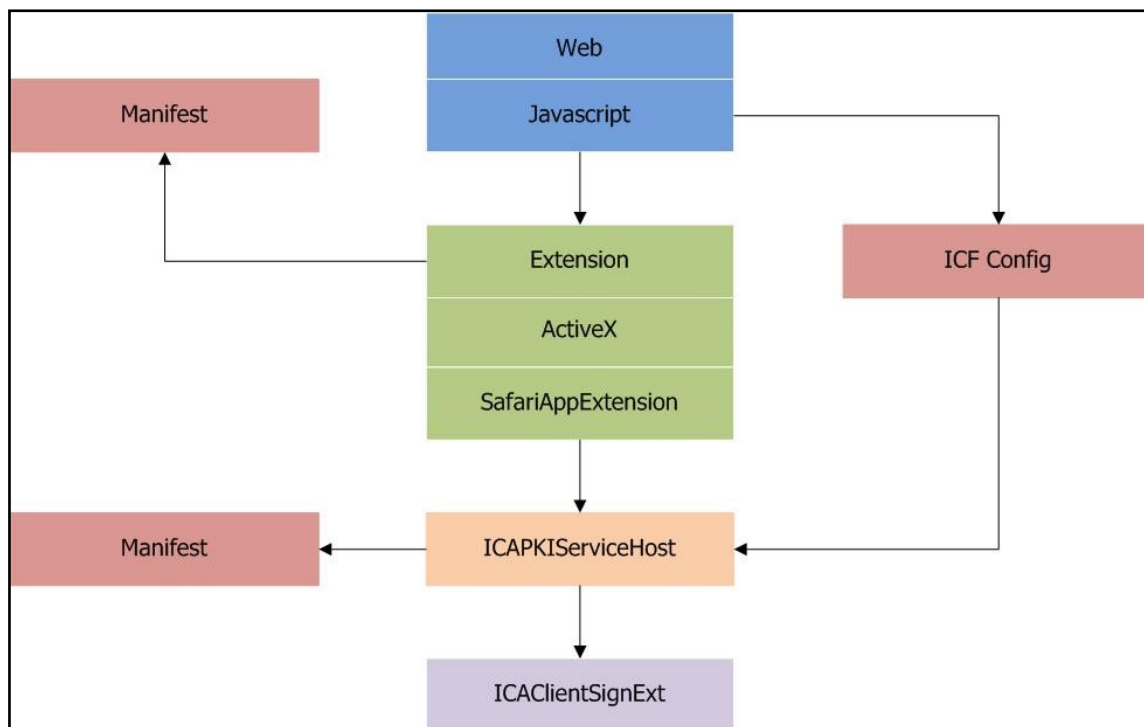 Web
Manifest
Javascript
Extension
ICF Config
ActiveX
SafariAppExtension
Manifest
ICAPKIServiceHost
ICAClientSignExt